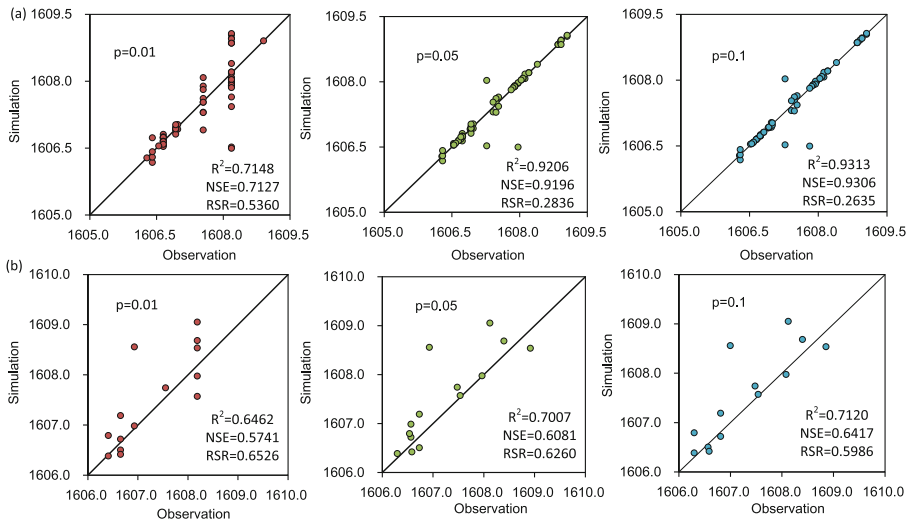 (a)
1609.5
1608.0
1606.5
1605.0
Simulation
p=0.01
R²=0.7148
NSE=0.7127
RSR=0.5360
1605.0 1606.5 1608.0 1609.5
Observation
1609.5
1608.0
1606.5
1605.0
Simulation
p=0.05
R²=0.9206
NSE=0.9196
RSR=0.2836
1605.0 1606.5 1608.0 1609.5
Observation
1609.5
1608.0
1606.5
1605.0
Simulation
p=0.1
R²=0.9313
NSE=0.9306
RSR=0.2635
1605.0 1606.5 1608.0 1609.5
Observation
(b)
1610.0
1609.0
1608.0
1607.0
1606.0
Simulation
p=0.01
R²=0.6462
NSE=0.5741
RSR=0.6526
1606.0 1607.0 1608.0 1609.0 1610.0
Observation
1610.0
1609.0
1608.0
1607.0
1606.0
Simulation
p=0.05
R²=0.7007
NSE=0.6081
RSR=0.6260
1606.0 1607.0 1608.0 1609.0 1610.0
Observation
1610.0
1609.0
1608.0
1607.0
1606.0
Simulation
p=0.1
R²=0.7120
NSE=0.6417
RSR=0.5986
1606.0 1607.0 1608.0 1609.0 1610.0
Observation